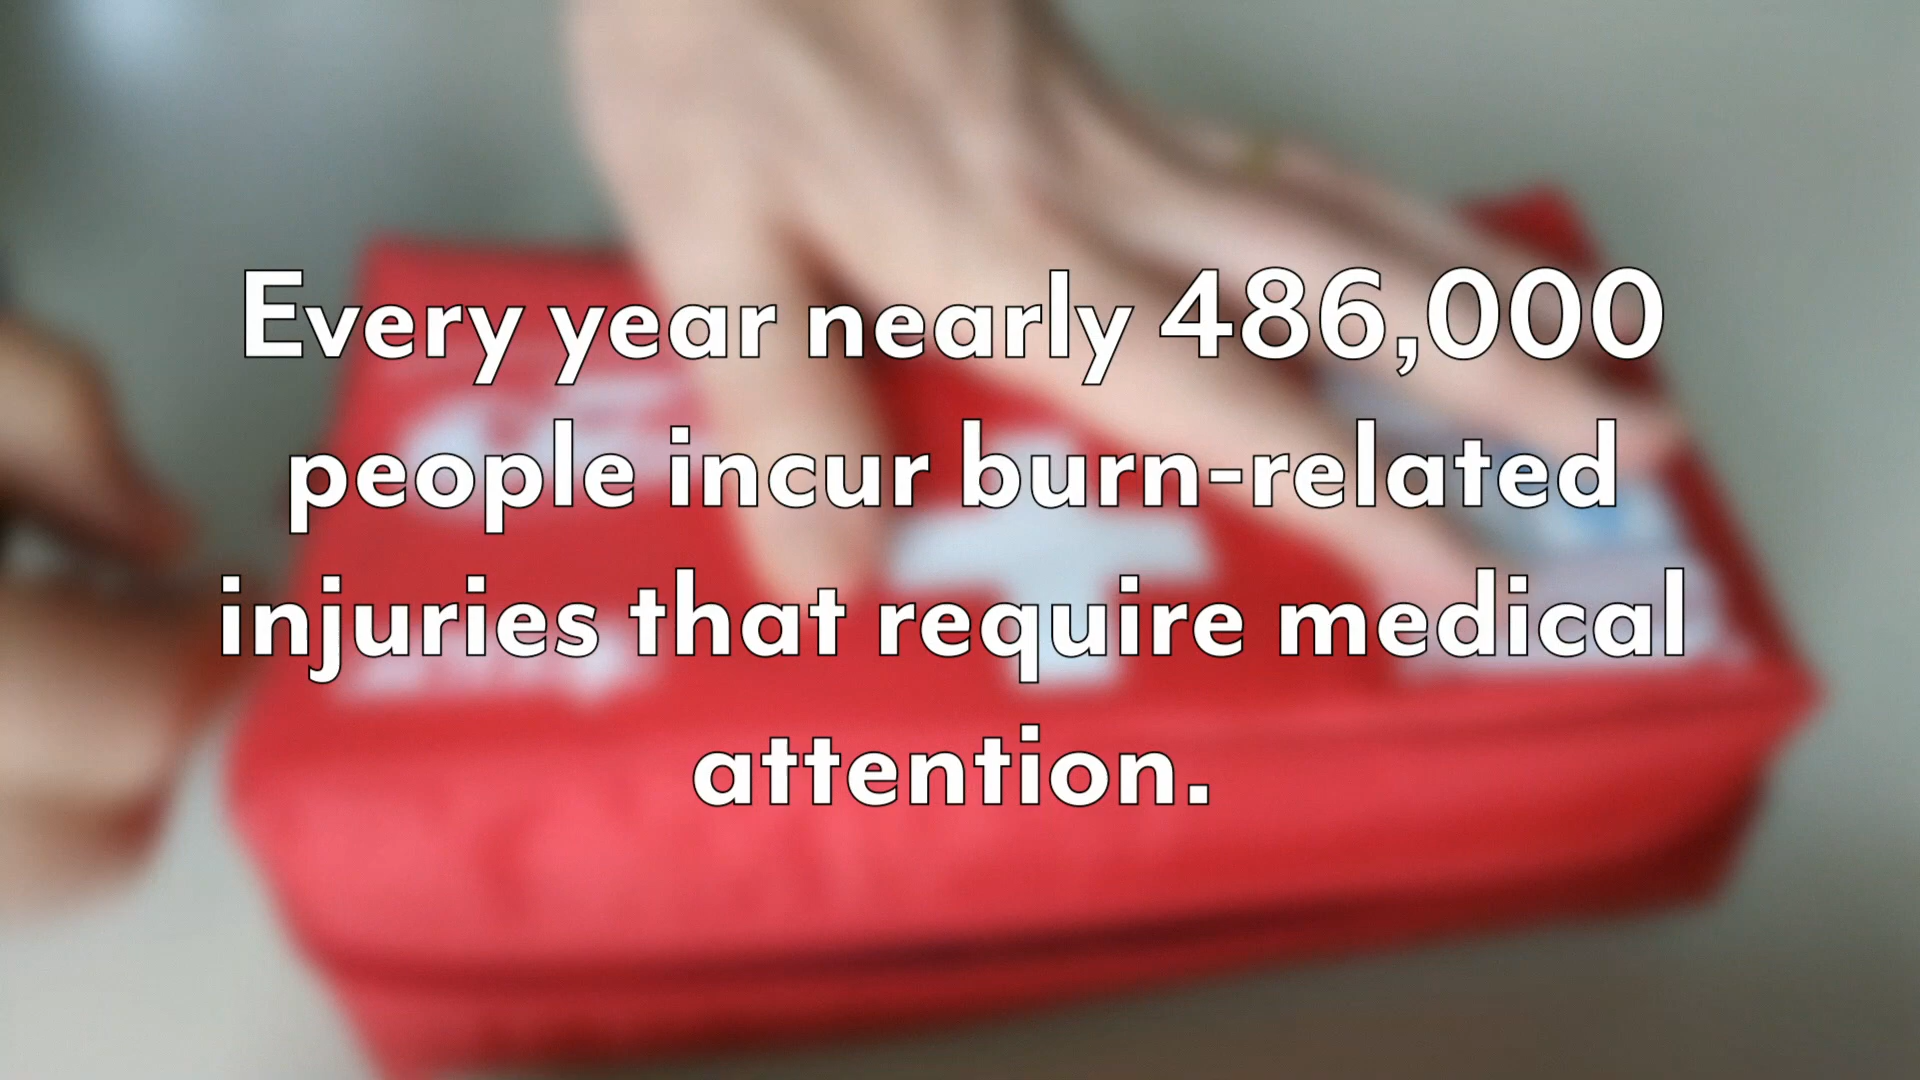 Every year nearly 486,000
people incur burn-related
injuries that require medical
attention.